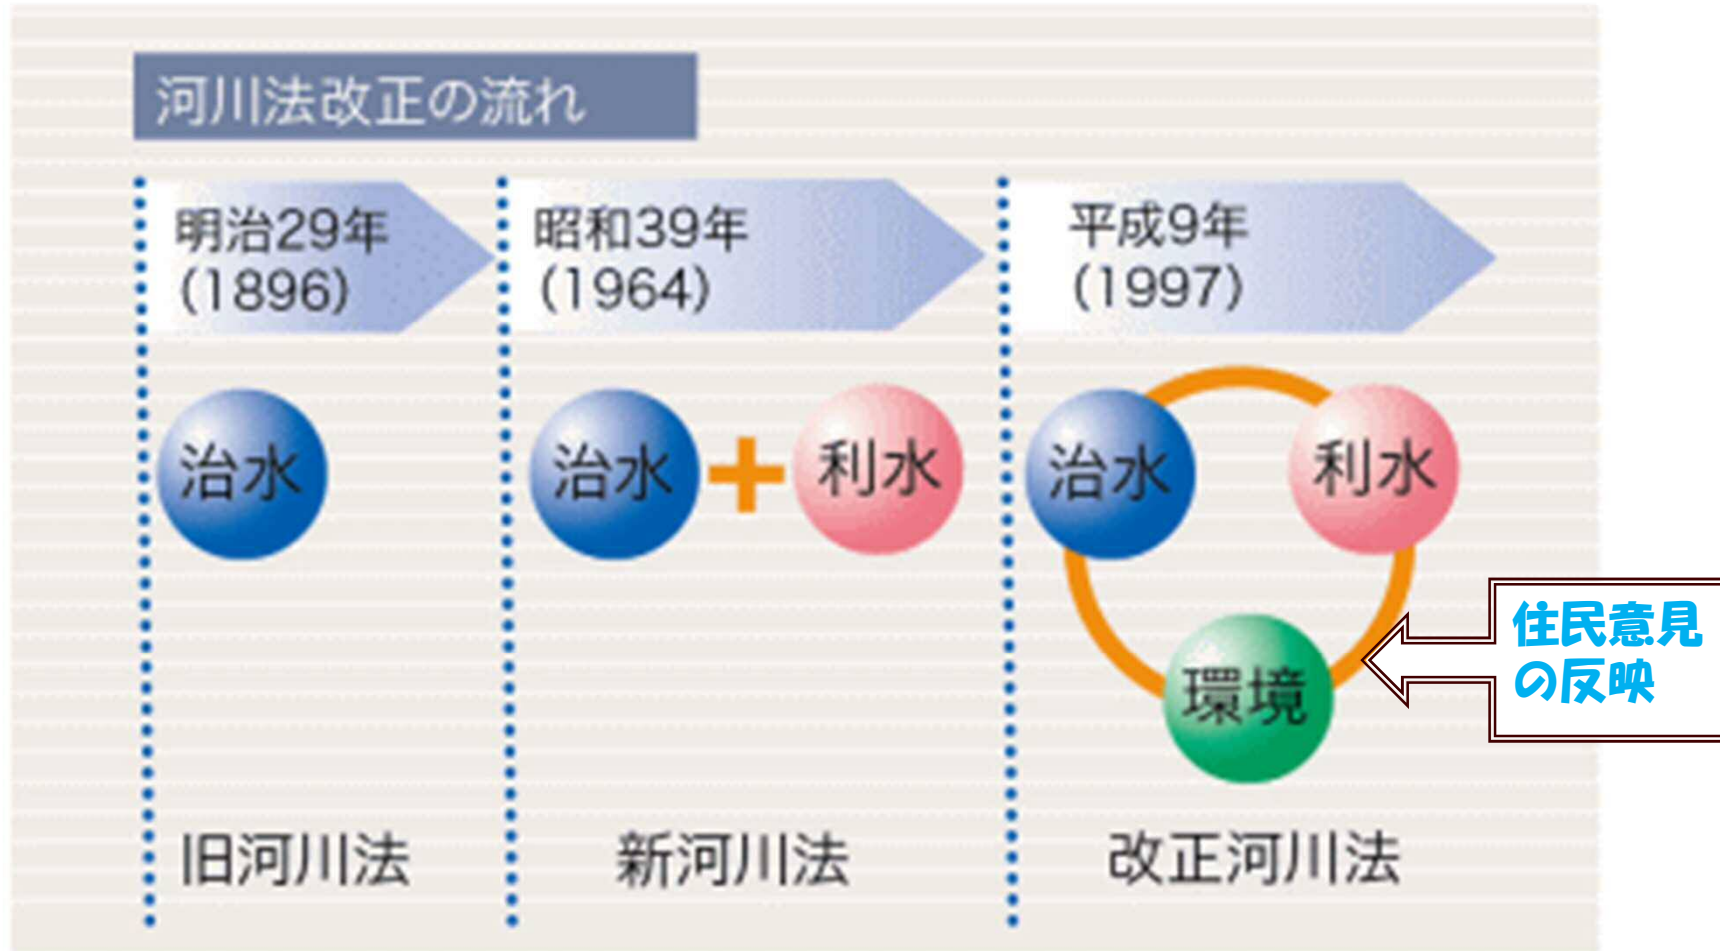 河川法改正の流れ
明治29年
(1896)
昭和39年
(1964)
平成9年
(1997)
治水
治水
+
利水
治水
利水
環境
住民意見
の反映
旧河川法
新河川法
改正河川法